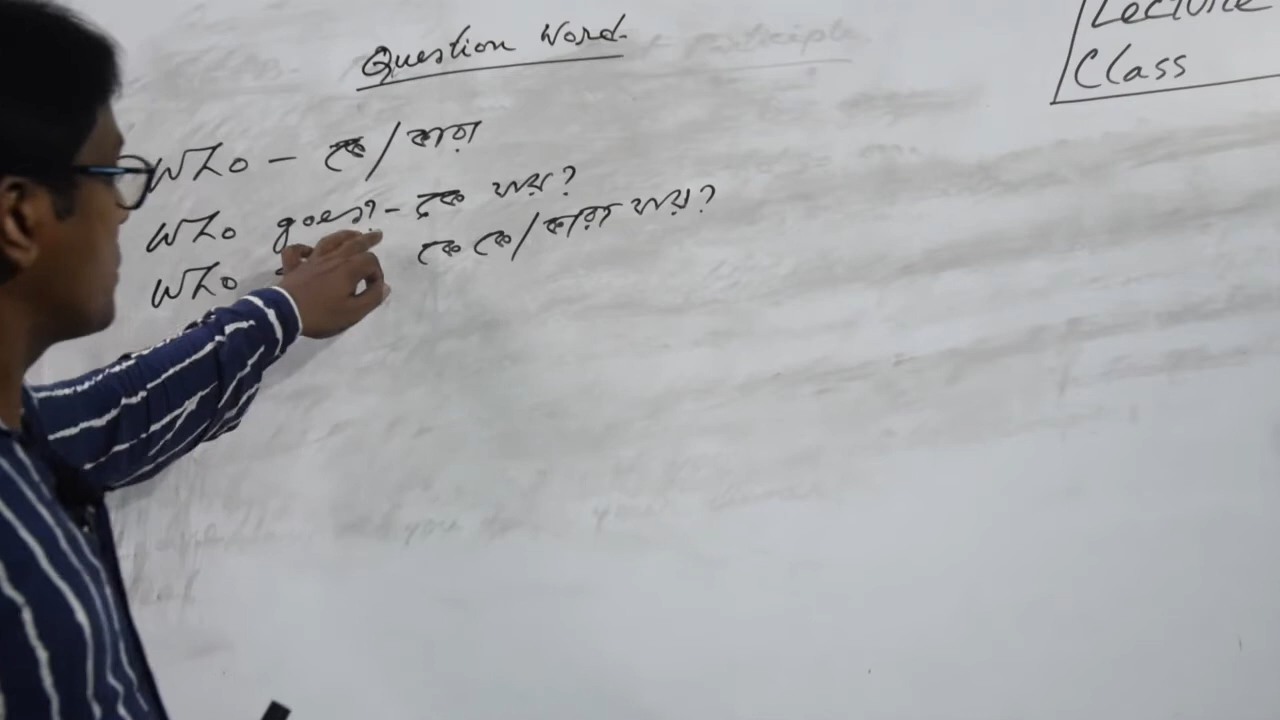 Question Word
Lecture
Class
Who - কে/কারা
Who goes? - কে যায়?
Who কে কে/কারা যায়?